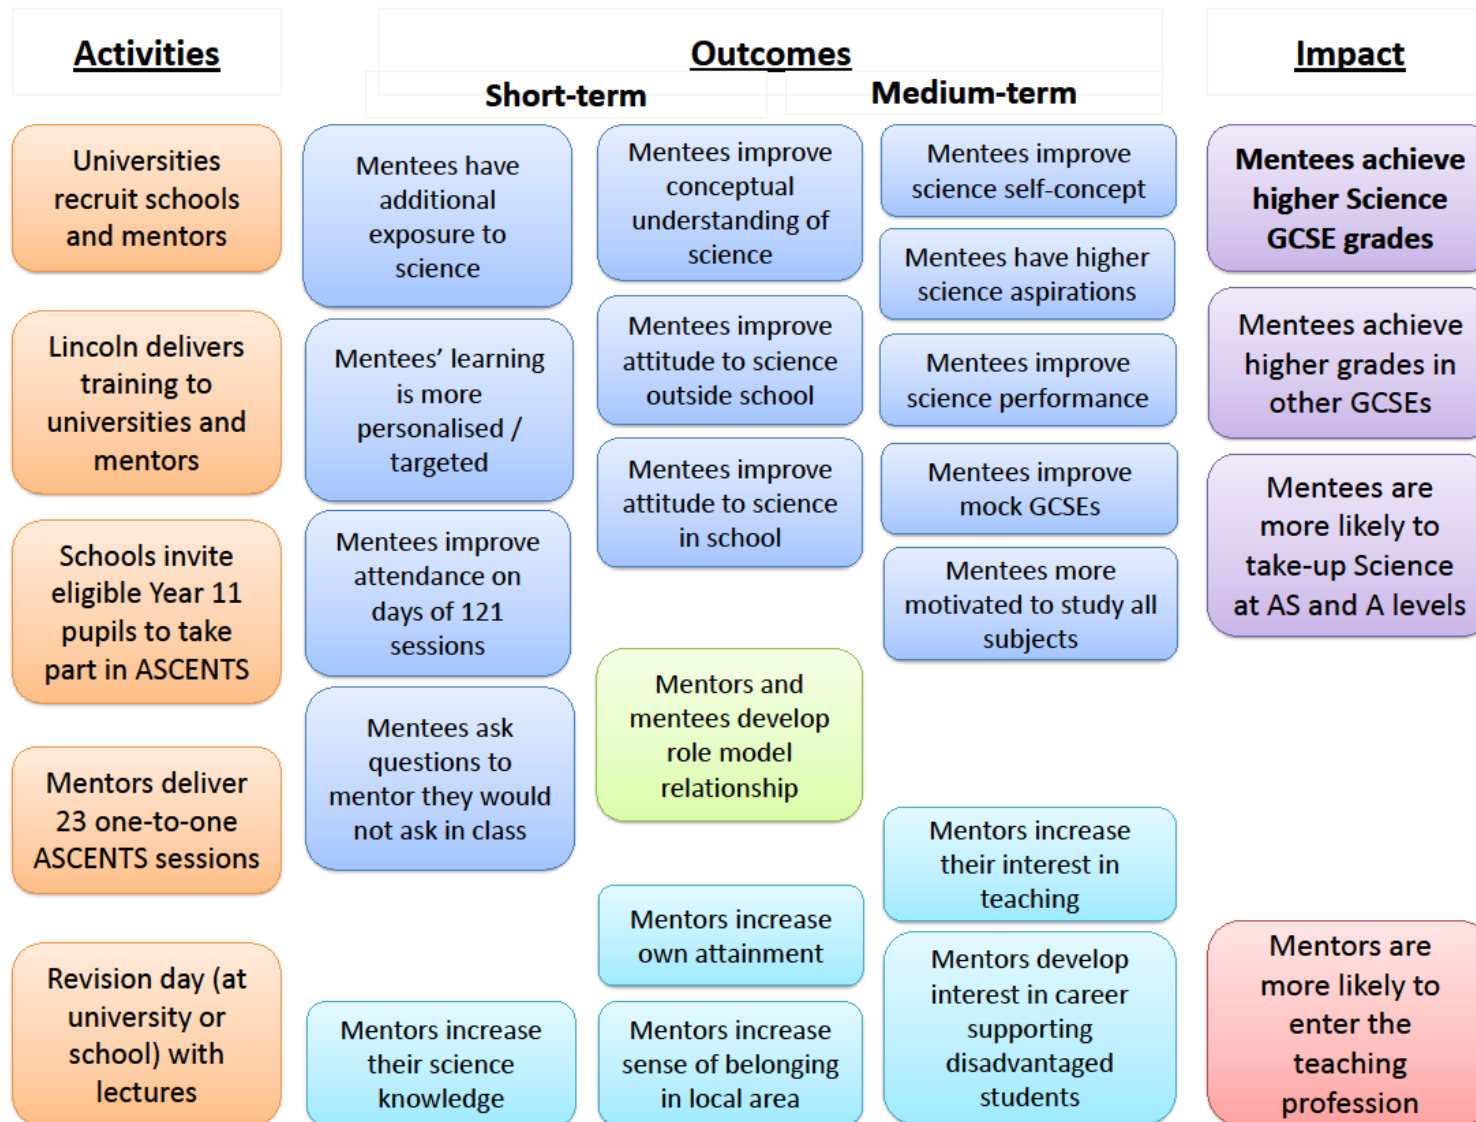 Activities
Outcomes
Impact
Short-term
Medium-term
Universities
recruit schools
and mentors
Lincoln delivers
training to
universities and
mentors
Schools invite
eligible Year 11
pupils to take
part in ASCENTS
Mentors deliver
23 one-to-one
ASCENTS sessions
Revision day (at
university or
school) with
lectures
Mentees have
additional
exposure to
science
Mentees’ learning
is more
personalised /
targeted
Mentees improve
attendance on
days of 121
sessions
Mentees ask
questions to
mentor they would
not ask in class
Mentors increase
their science
knowledge
Mentees improve
conceptual
understanding of
science
Mentees improve
attitude to science
outside school
Mentees improve
attitude to science
in school
Mentors and
mentees develop
role model
relationship
Mentors increase
own attainment
Mentors increase
sense of belonging
in local area
Mentees improve
science self-concept
Mentees have higher
science aspirations
Mentees improve
science performance
Mentees improve
mock GCSEs
Mentees more
motivated to study all
subjects
Mentors increase
their interest in
teaching
Mentors develop
interest in career
supporting
disadvantaged
students
Mentees achieve
higher Science
GCSE grades
Mentees achieve
higher grades in
other GCSEs
Mentees are
more likely to
take-up Science
at AS and A levels
Mentors are
more likely to
enter the
teaching
profession